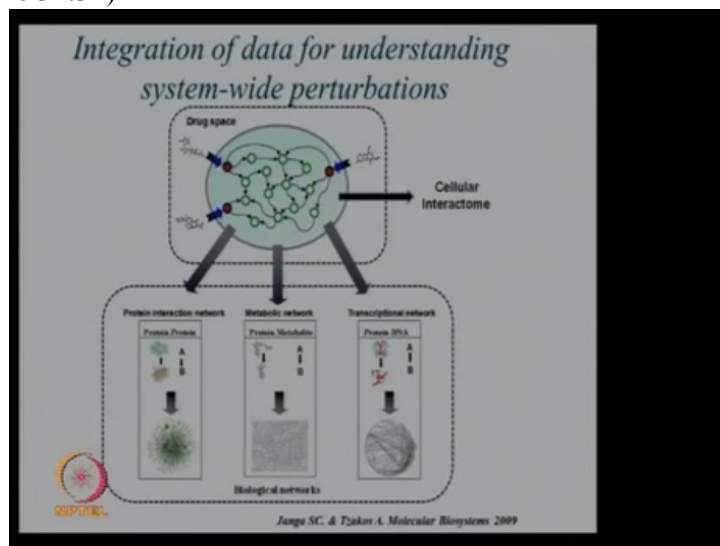 Integration of data for understanding
system-wide perturbations
Drug space
Cellular
Interactome
Protein interaction network Metabolic network Transcriptional network
Protein-Protein Protein-Metabolite Protein-DNA
A A A
B B B
Biological networks
NPTEL
Janga SC. & Tzakos A. Molecular Biosystems 2009